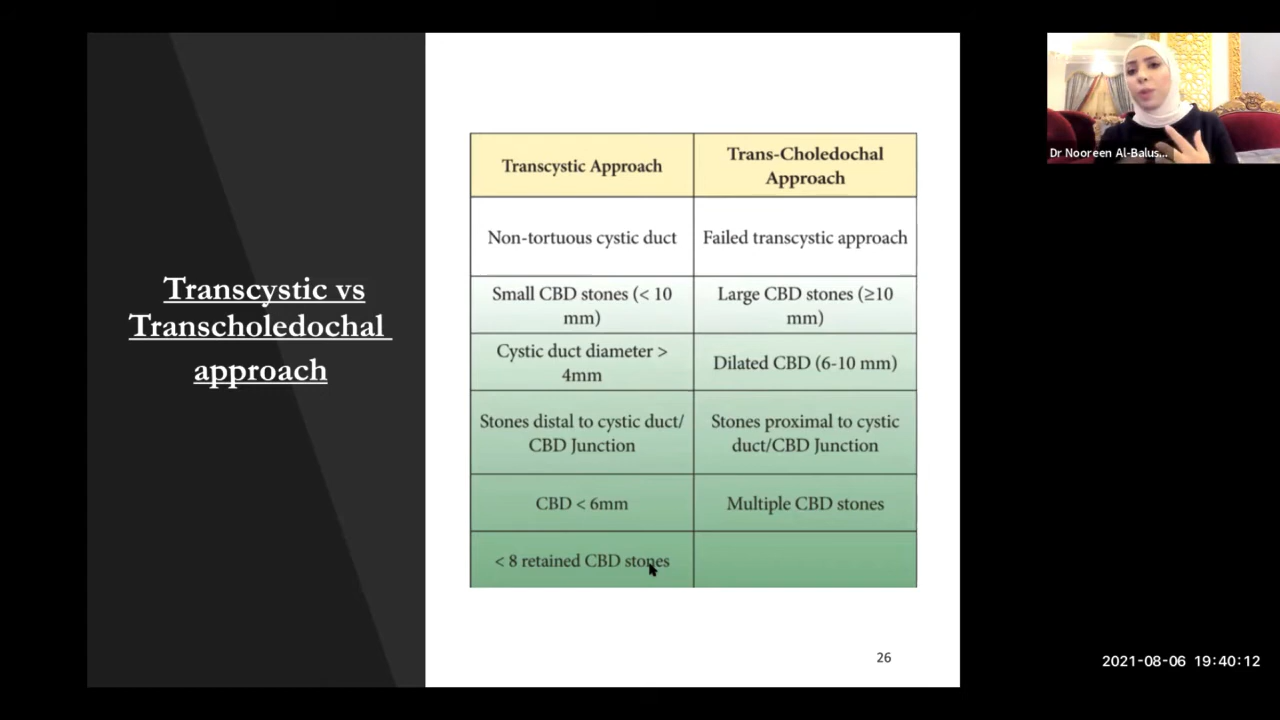 Transcystic vs
Transcholedochal
approach
Transcystic Approach
Trans-Choledochal
Approach
Non-tortuous cystic duct
Failed transcystic approach
Small CBD stones (< 10
mm)
Large CBD stones (≥10
mm)
Cystic duct diameter >
4mm
Dilated CBD (6-10 mm)
Stones distal to cystic duct/
CBD Junction
Stones proximal to cystic
duct/CBD Junction
CBD < 6mm
Multiple CBD stones
< 8 retained CBD stones
26
Dr Nooreen Al-Balus...
2021-08-06 19:40:12